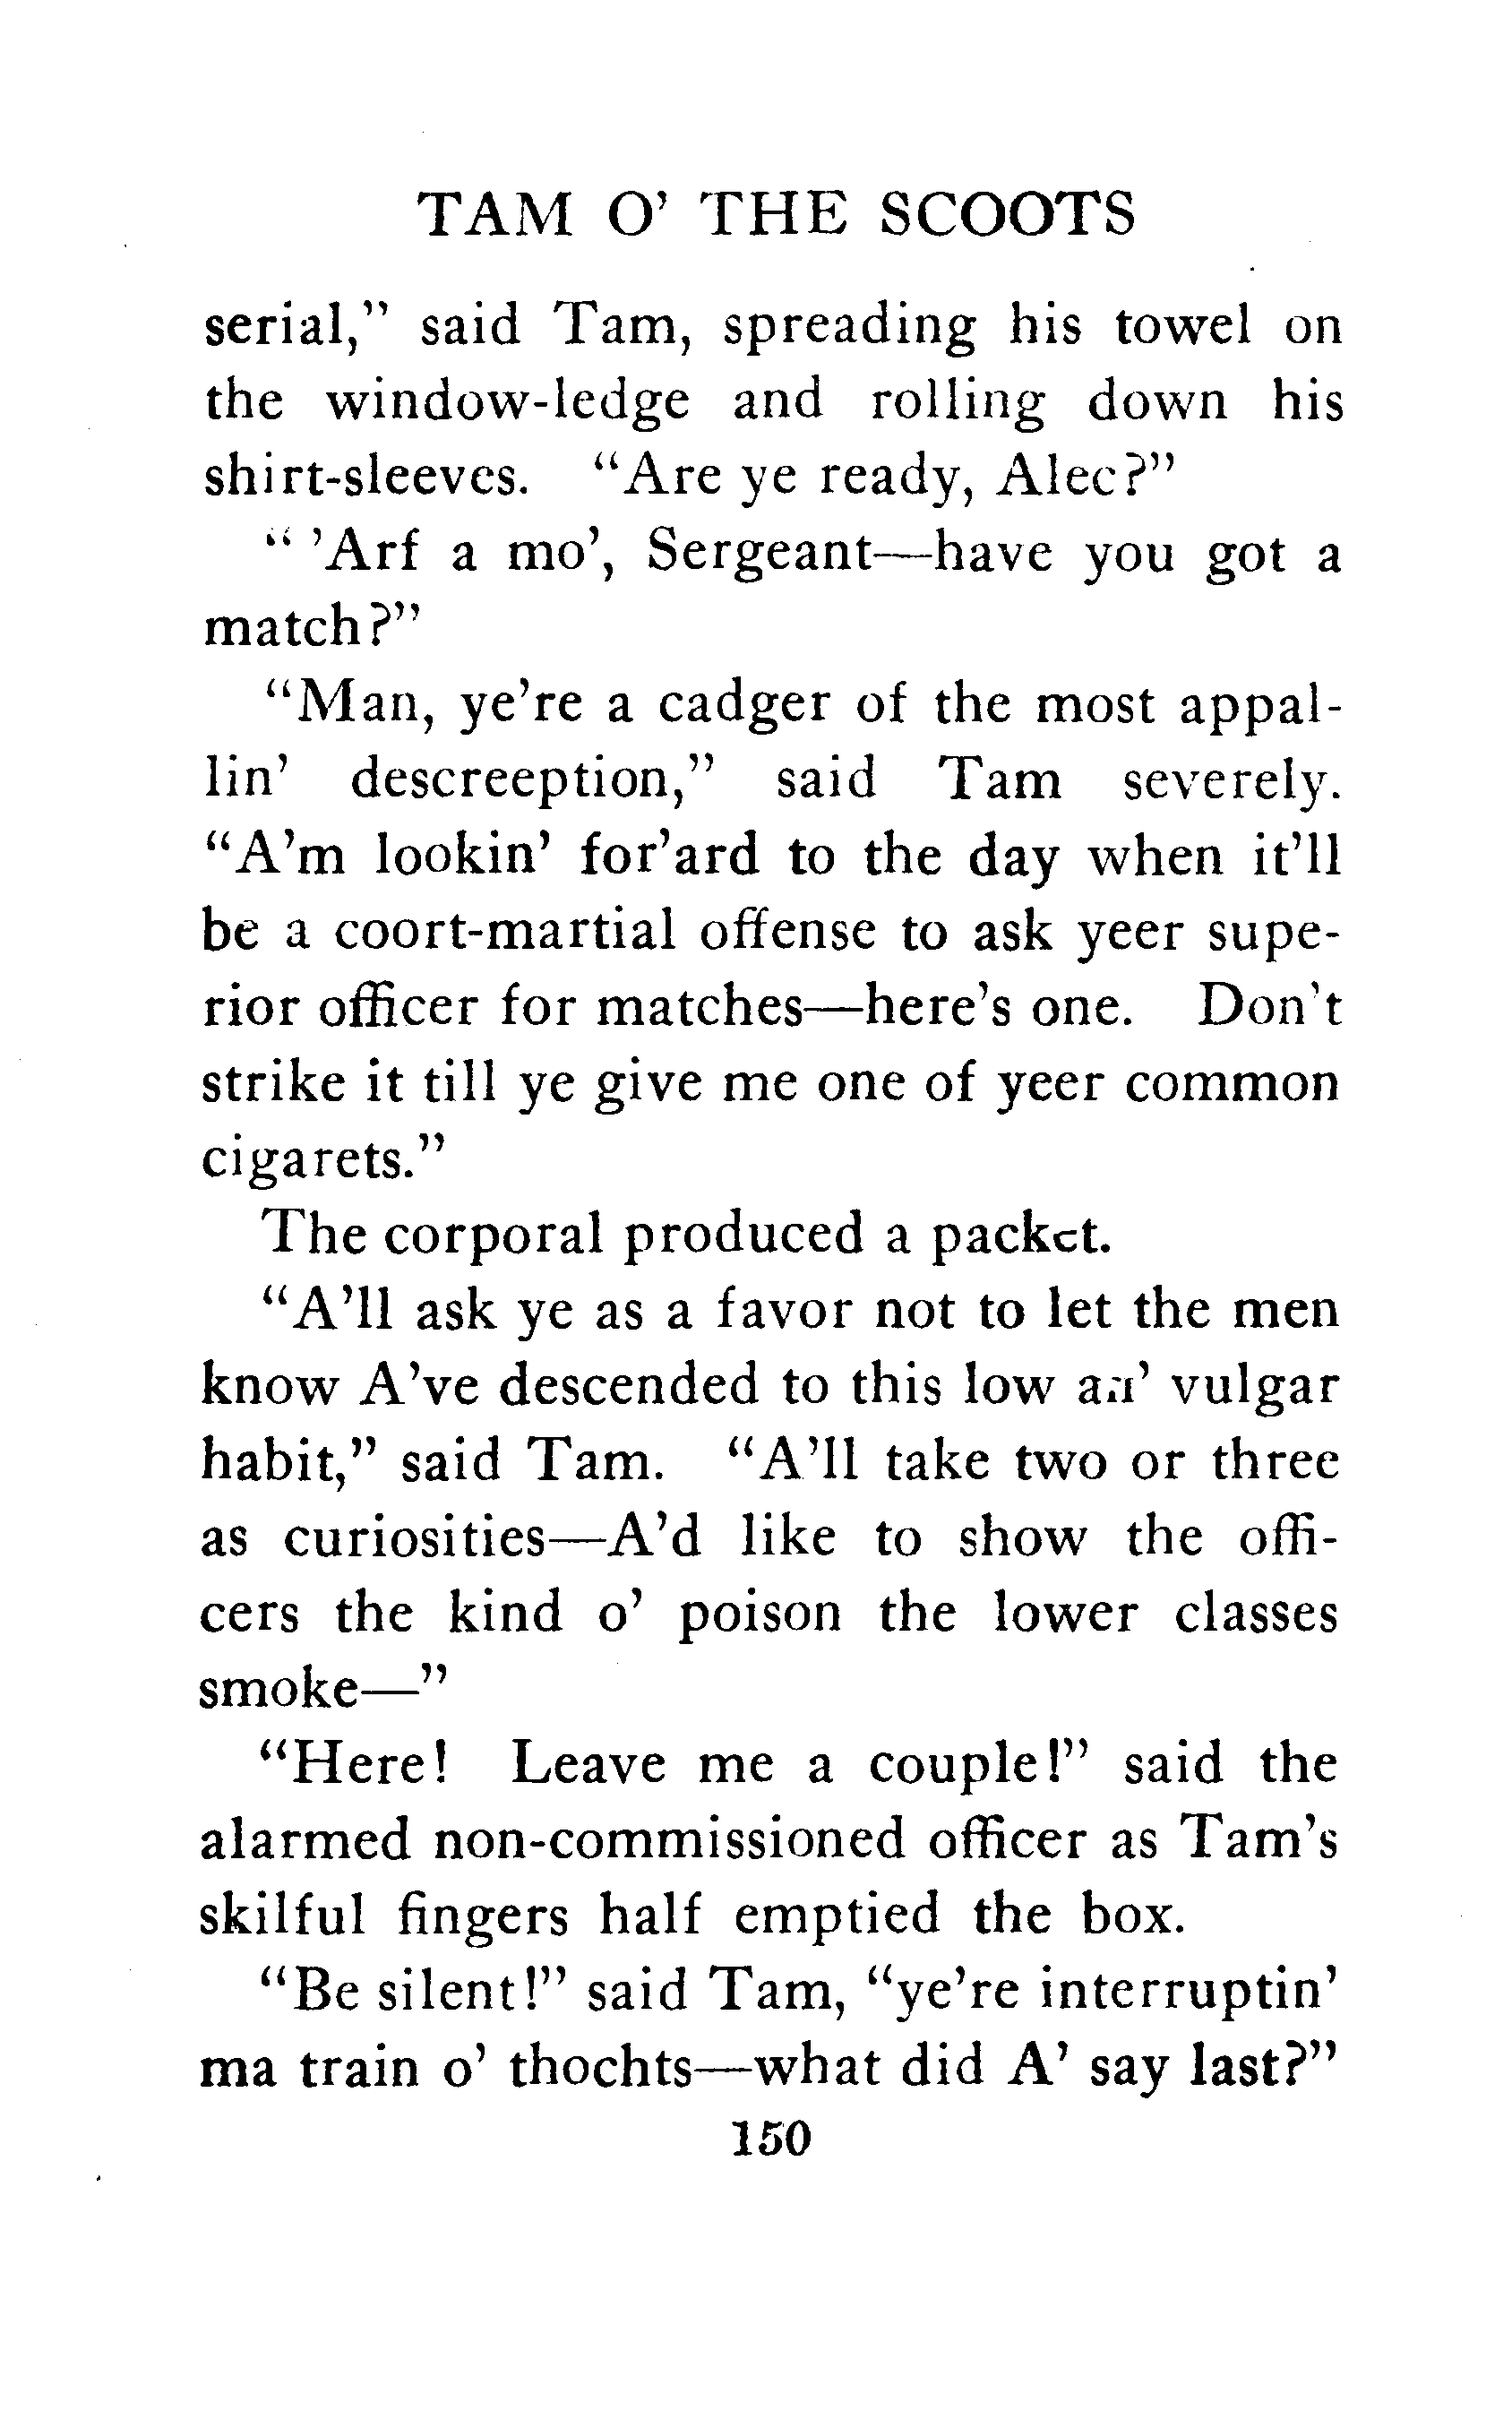 TAM O' THE SCOOTS
serial," said Tam, spreading his towel on
the window-ledge and rolling down his
shirt-sleeves. "Are ye ready, Alec?"
" 'Arf a mo', Sergeant—have you got a
match?"
"Man, ye're a cadger of the most appal-
lin' descreeption," said Tam severely.
"A'm lookin' for'ard to the day when it'll
be a coort-martial offense to ask yeer supe-
rior officer for matches—here's one. Don't
strike it till ye give me one of yeer common
cigarets."
The corporal produced a packet.
"A'll ask ye as a favor not to let the men
know A've descended to this low an' vulgar
habit," said Tam. "A'll take two or three
as curiosities—A'd like to show the offi-
cers the kind o' poison the lower classes
smoke—"
"Here! Leave me a couple!" said the
alarmed non-commissioned officer as Tam's
skilful fingers half emptied the box.
"Be silent!" said Tam, "ye're interruptin'
ma train o' thochts—what did A' say last?"
150